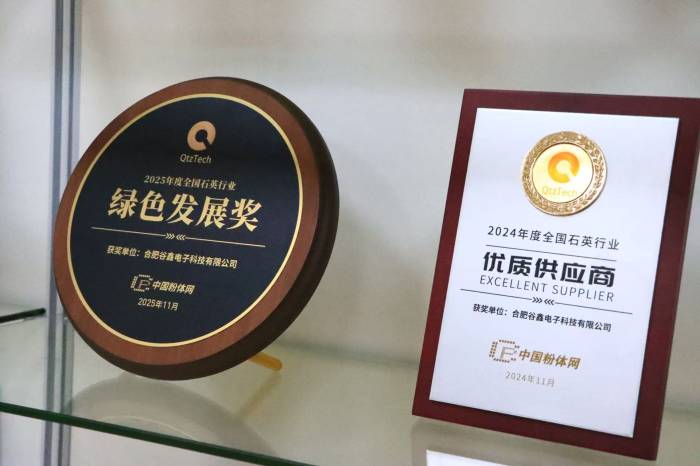 QtzTech
2025年度全国石英行业
绿色发展奖
获奖单位：合肥谷鑫电子科技有限公司
中国粉体网
2025年11月
QtzTech
2024年度全国石英行业
优质供应商
EXCELLENT SUPPLIER
获奖单位：合肥谷鑫电子科技有限公司
中国粉体网
2024年11月